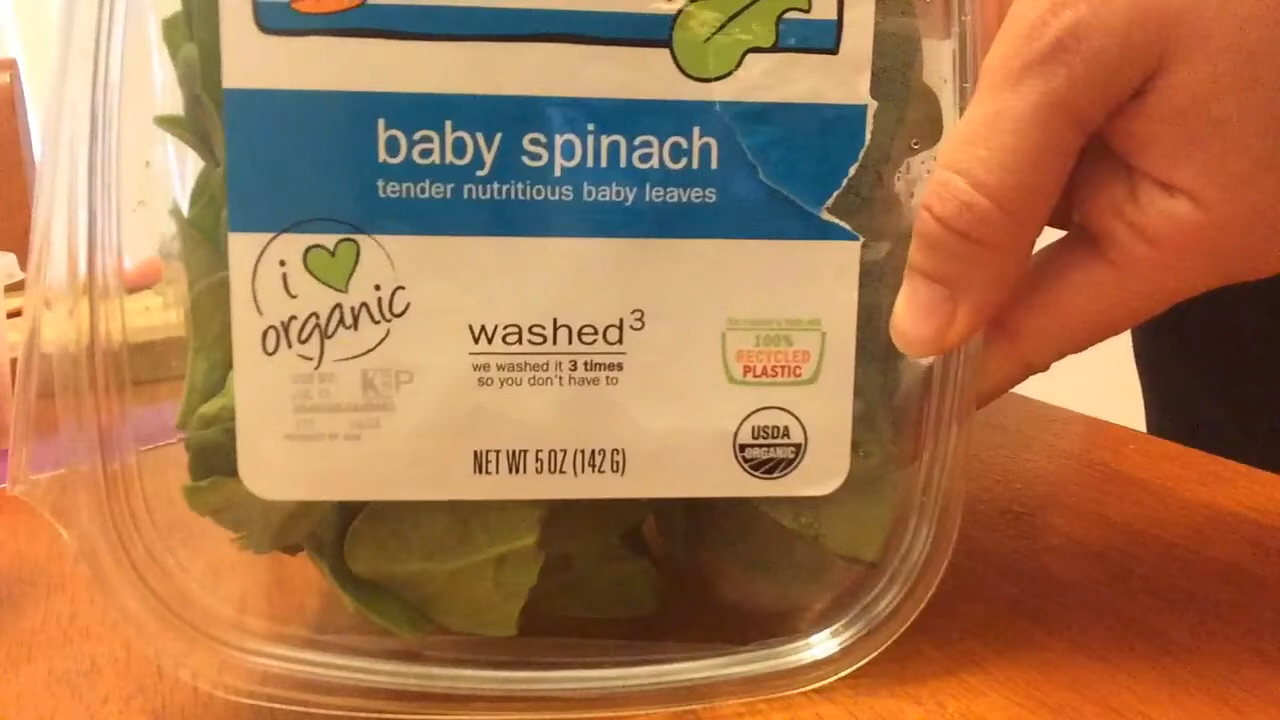 baby spinach
tender nutritious baby leaves
i
organic
washed³
we washed it 3 times
so you don't have to
100%
RECYCLED
PLASTIC
USDA
ORGANIC
NET WT 5 OZ (142 G)